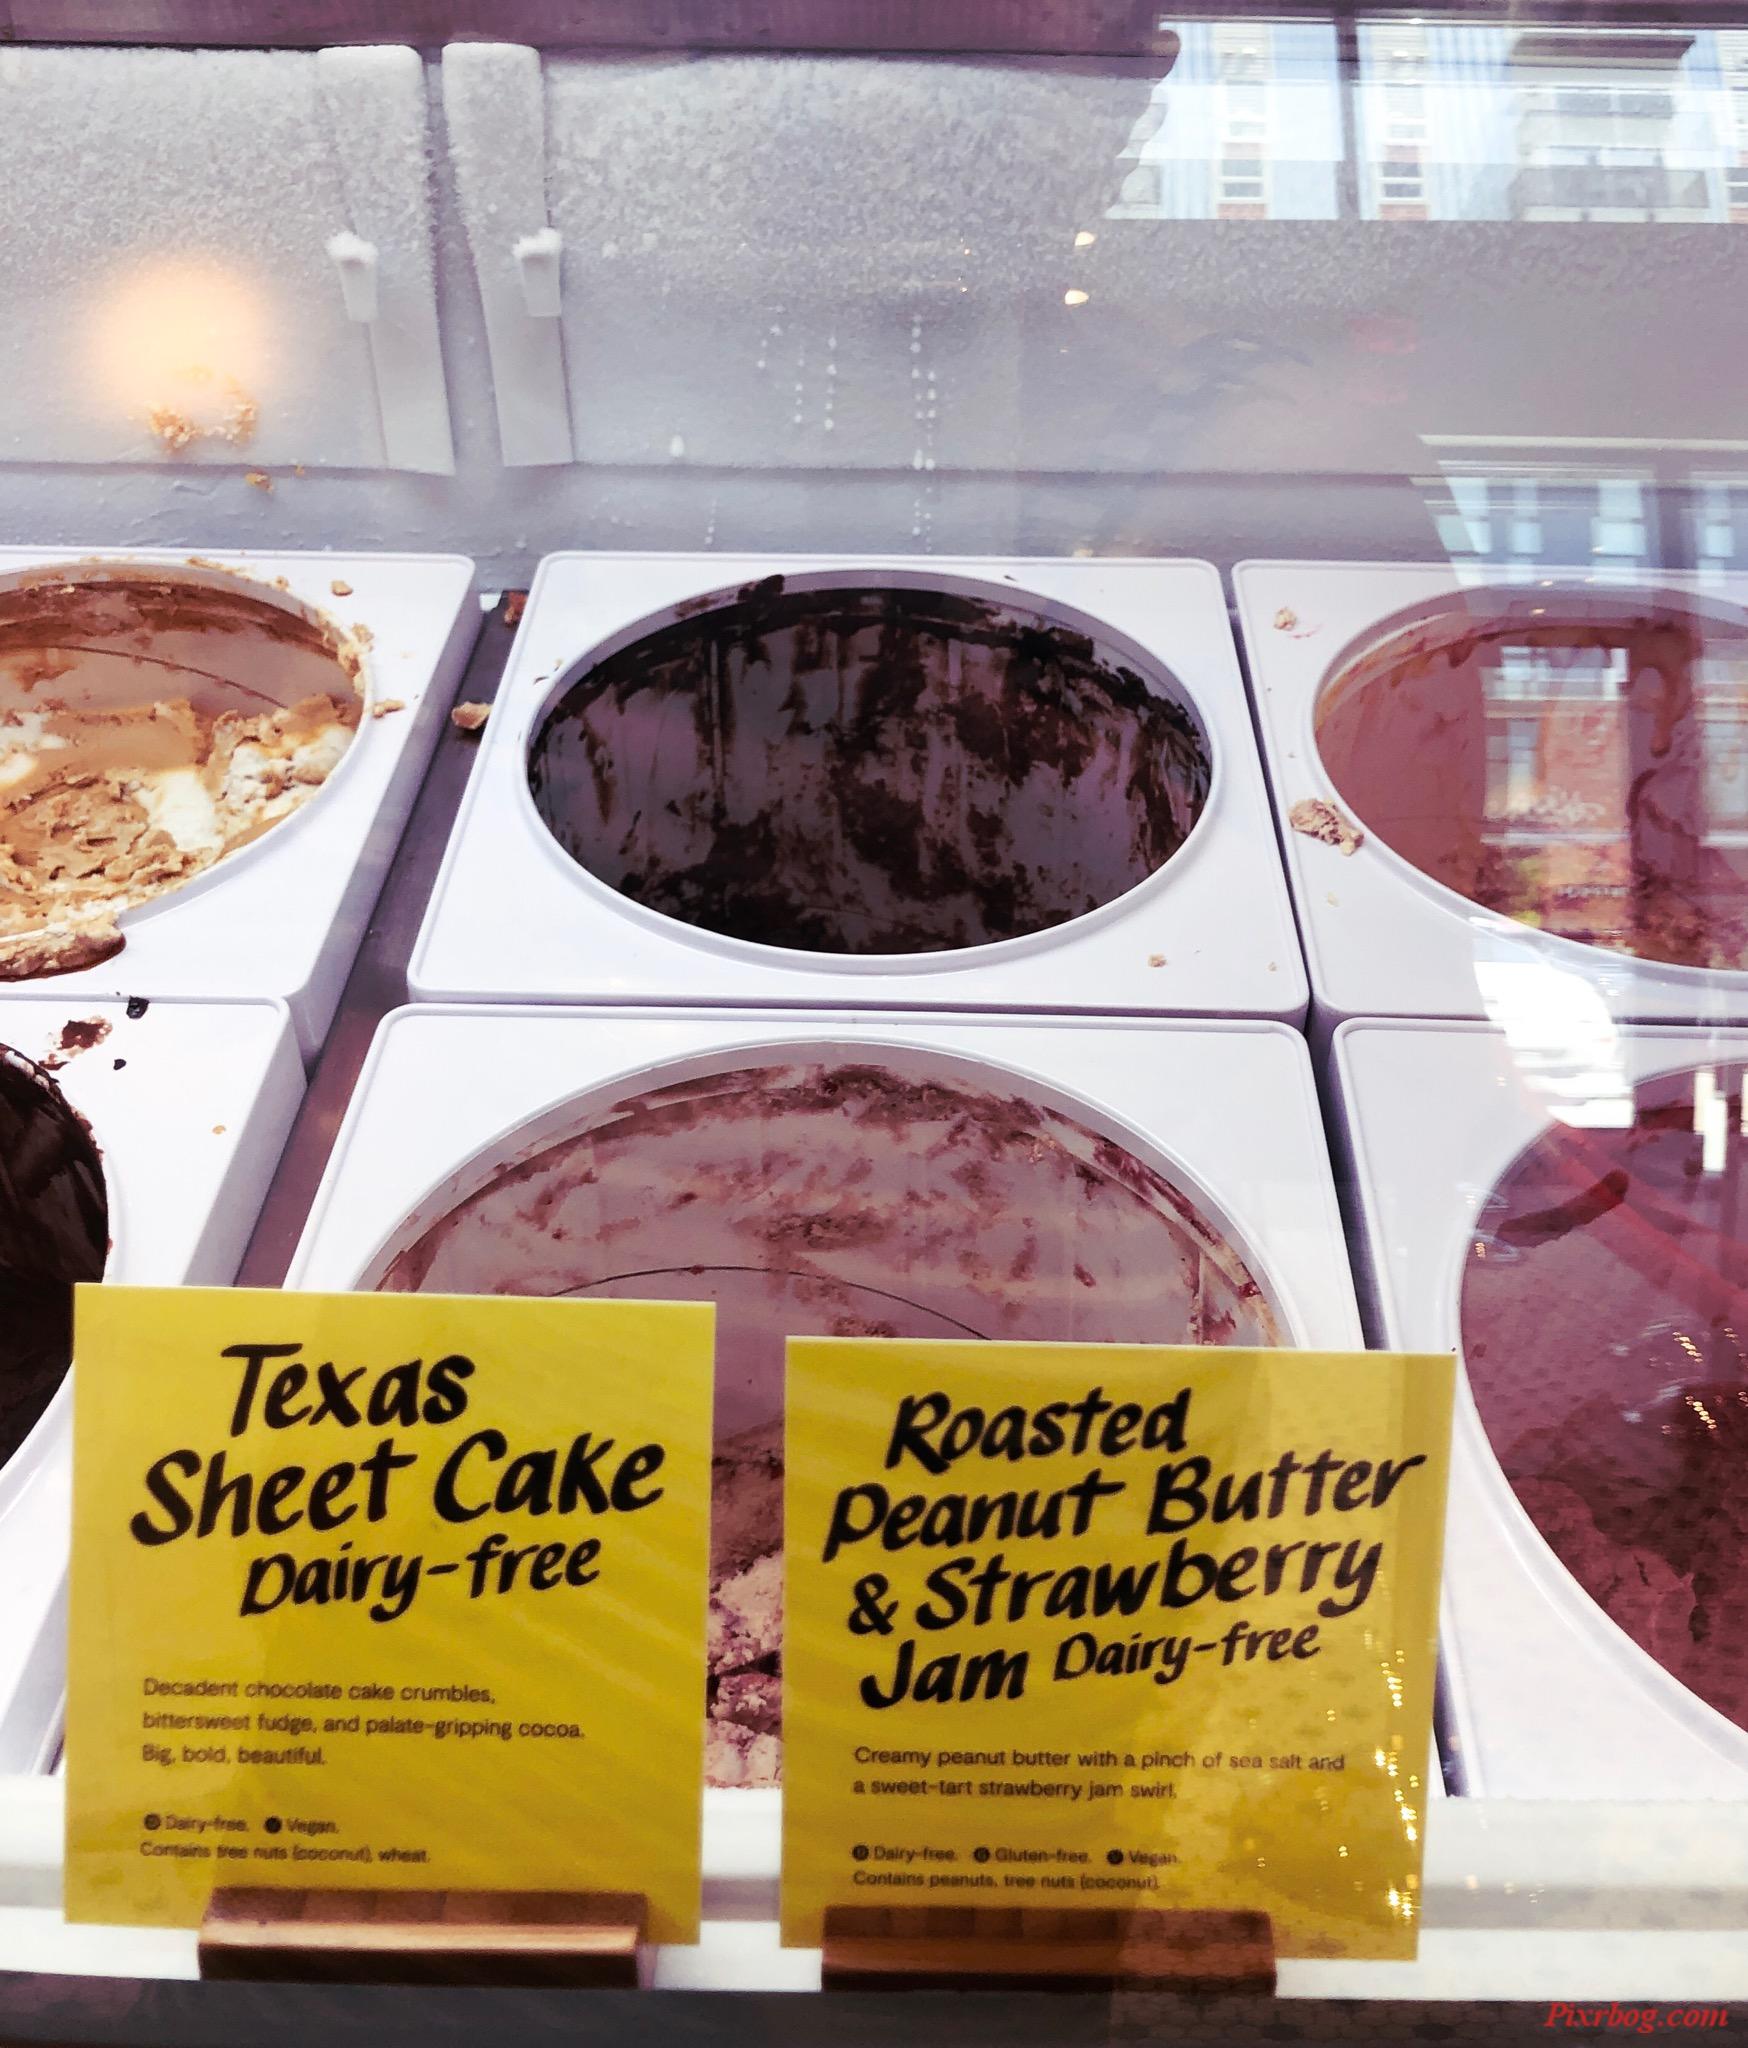 Texas
Sheet Cake
Dairy-free
Decadent chocolate cake crumbles,
bittersweet fudge, and palate-gripping cocoa.
Big, bold, beautiful.
Dairy-free. Vegan.
Contains tree nuts (coconut), wheat.
Roasted
Peanut Butter
& Strawberry
Jam Dairy-free
Creamy peanut butter with a pinch of sea salt and
a sweet-tart strawberry jam swirl.
Dairy-free. Gluten-free. Vegan.
Contains peanuts, tree nuts (coconut).
Pixrbog.com